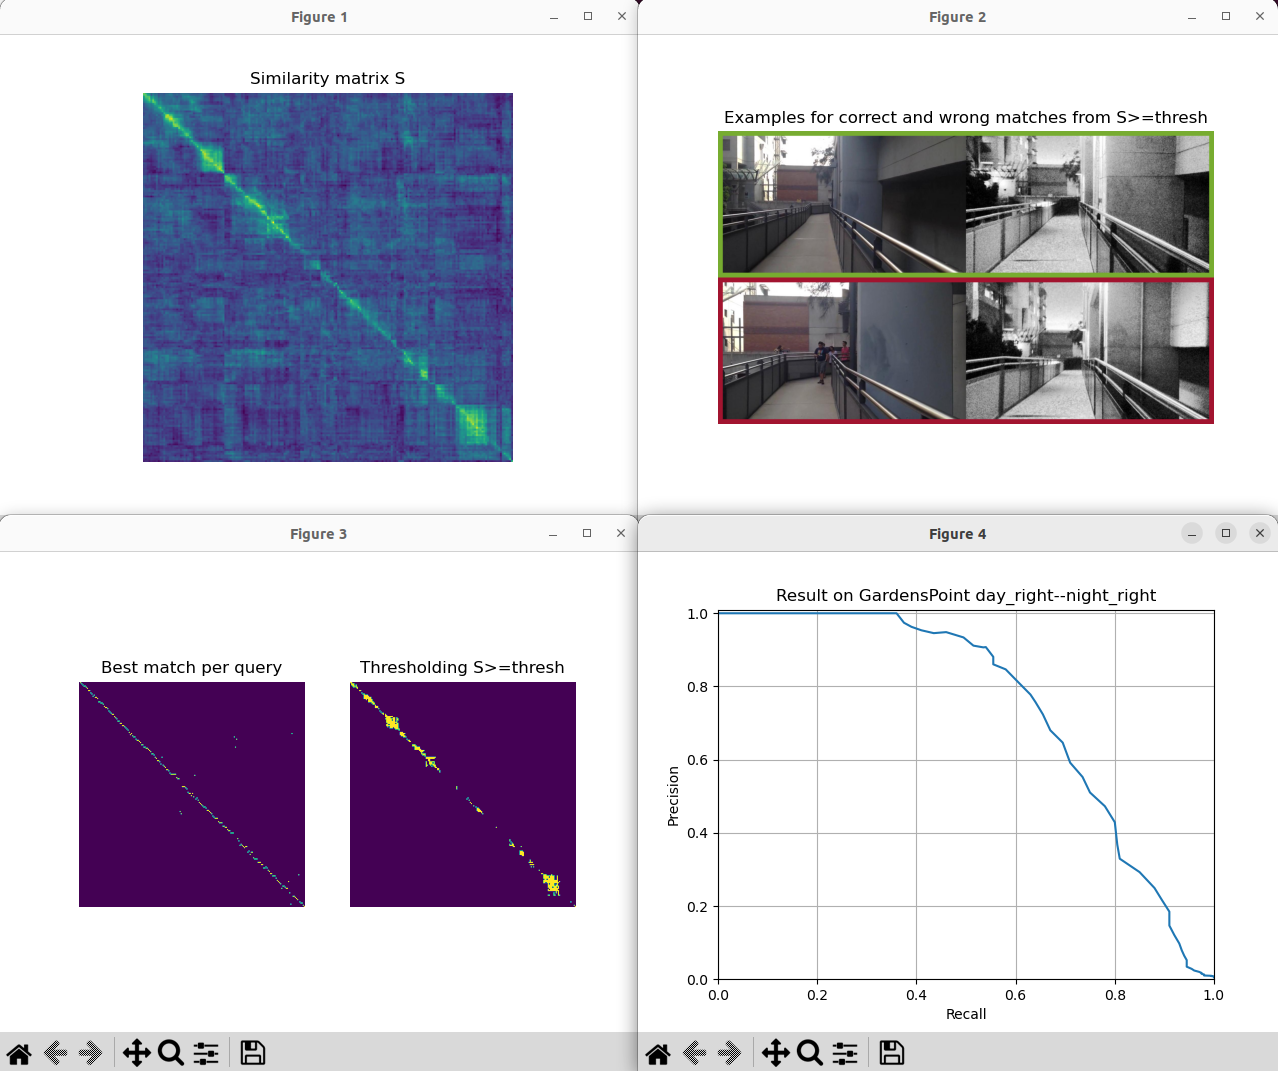 Figure 1
Similarity matrix S
Figure 2
Examples for correct and wrong matches from S>=thresh
Figure 3
Best match per query
Thresholding S>=thresh
Figure 4
Result on GardensPoint day_right--night_right
1.0
0.8
0.6
0.4
0.2
0.0
Precision
0.0 0.2 0.4 0.6 0.8 1.0
Recall